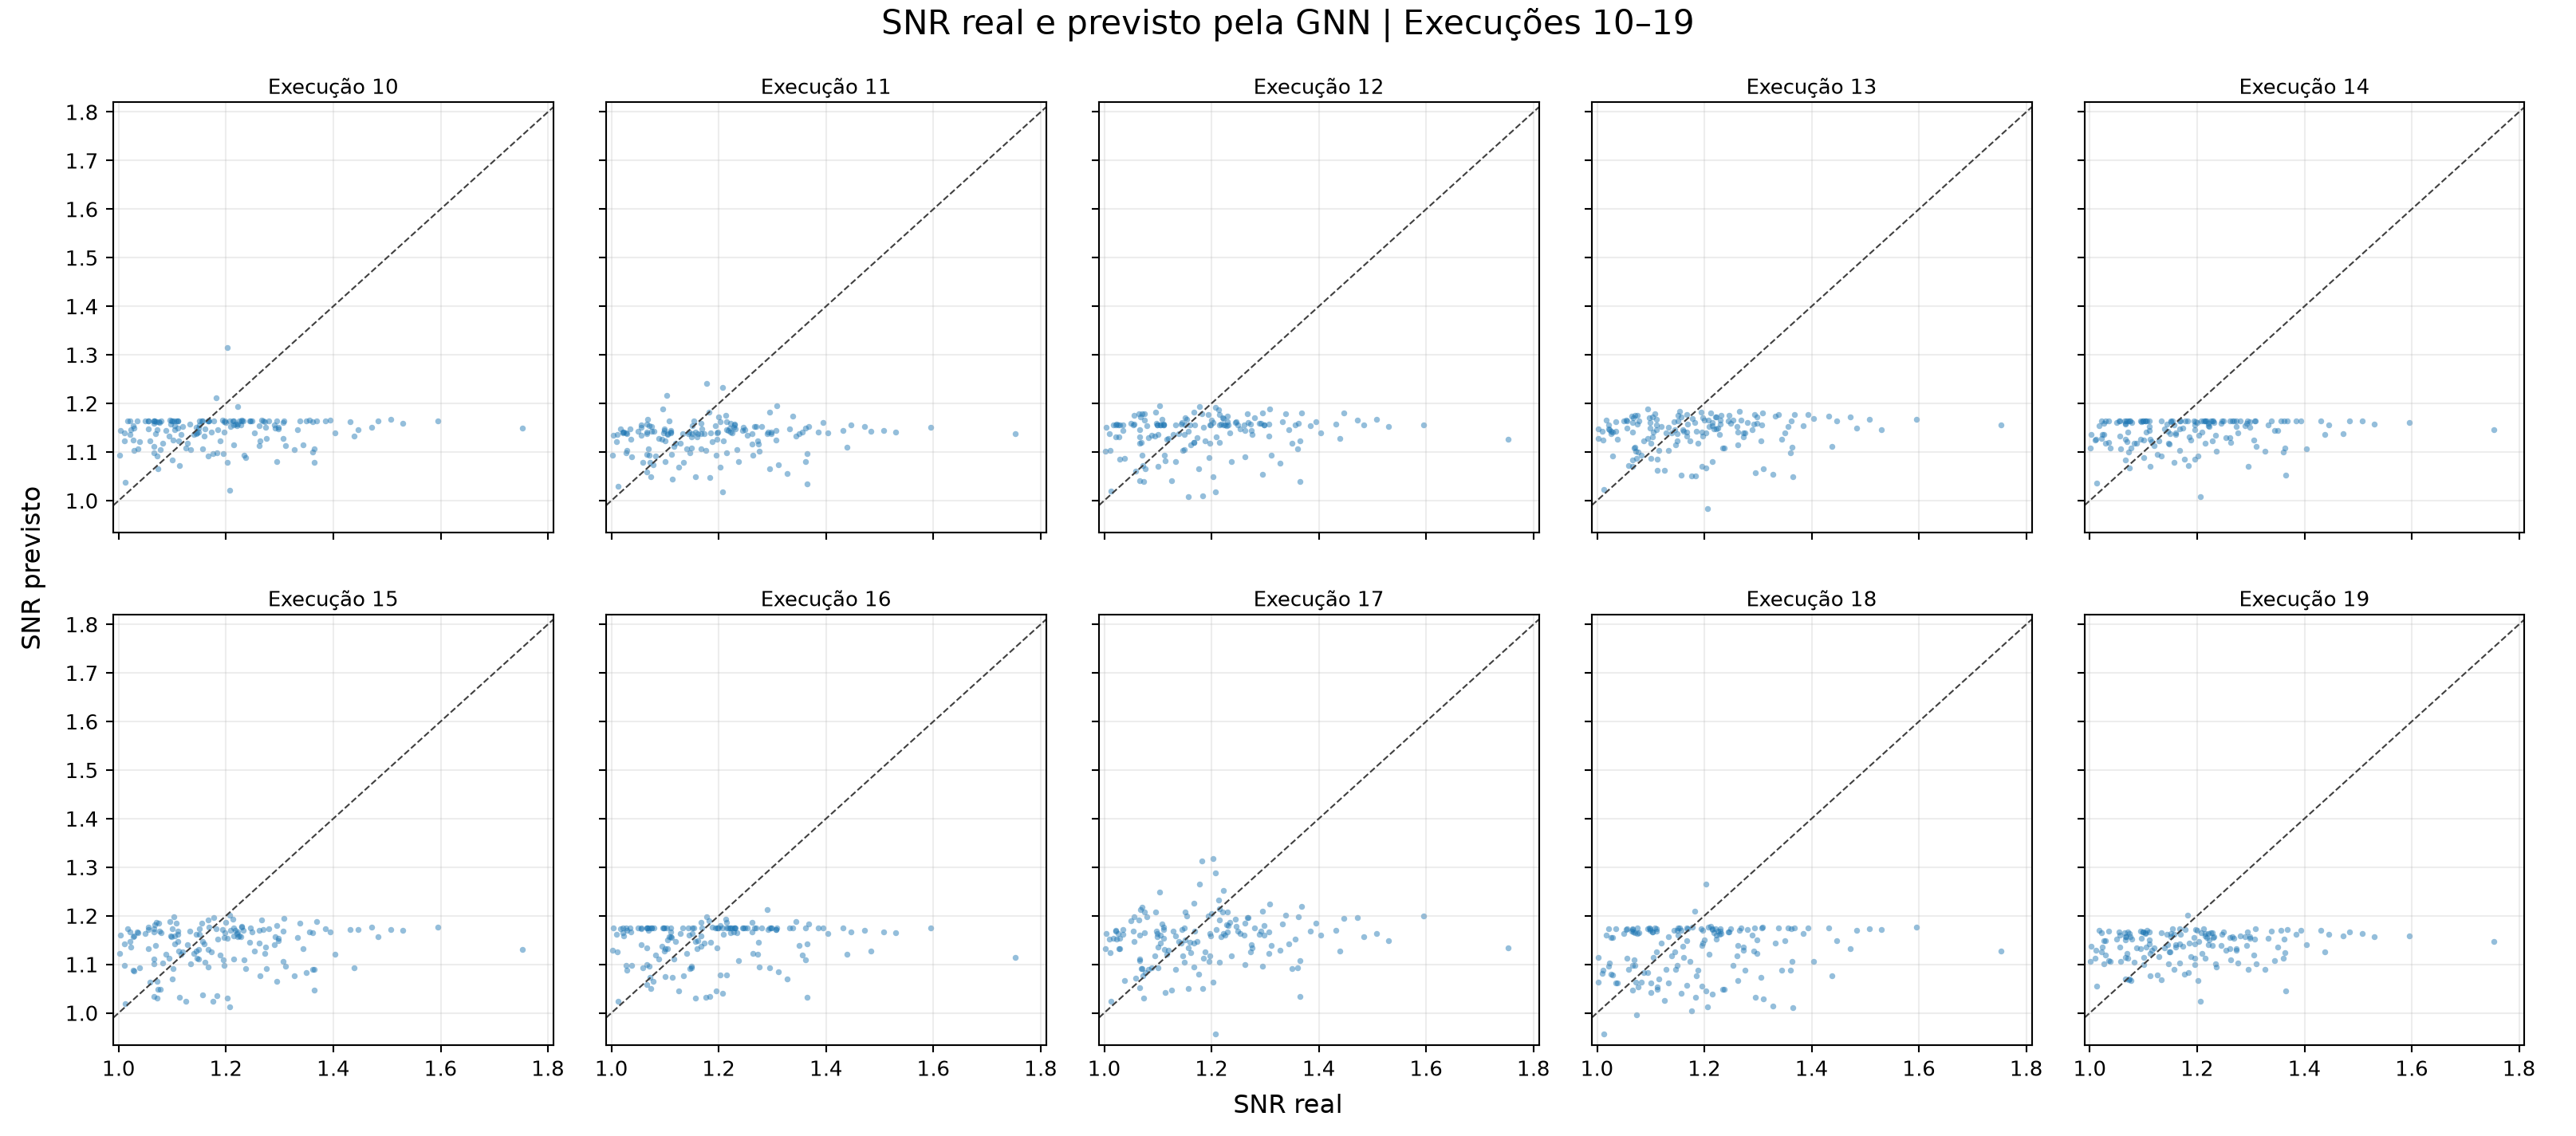 SNR real e previsto pela GNN | Execuções 10–19
Execução 10
Execução 11
Execução 12
Execução 13
Execução 14
1.8
1.7
1.6
1.5
1.4
1.3
1.2
1.1
1.0
SNR previsto
Execução 15
Execução 16
Execução 17
Execução 18
Execução 19
1.8
1.7
1.6
1.5
1.4
1.3
1.2
1.1
1.0
1.0 1.2 1.4 1.6 1.8
1.0 1.2 1.4 1.6 1.8
1.0 1.2 1.4 1.6 1.8
1.0 1.2 1.4 1.6 1.8
1.0 1.2 1.4 1.6 1.8
SNR real